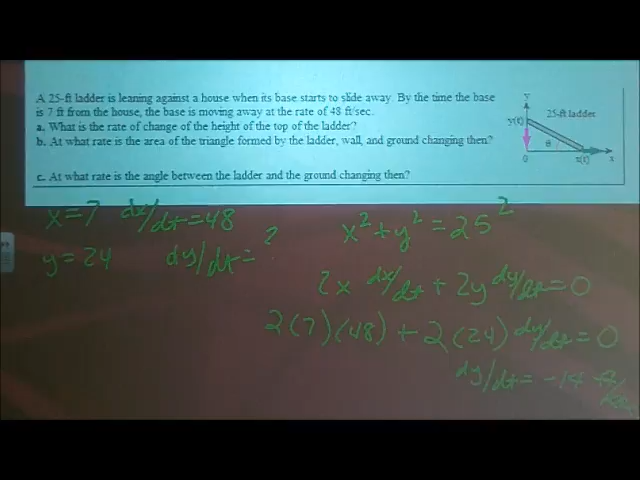 A 25-ft ladder is leaning against a house when its base starts to slide away. By the time the base
is 7 ft from the house, the base is moving away at the rate of 48 ft/sec.
a. What is the rate of change of the height of the top of the ladder?
b. At what rate is the area of the triangle formed by the ladder, wall, and ground changing then?
c. At what rate is the angle between the ladder and the ground changing then?
y
y(t)
25-ft ladder
θ
0
x(t)
x
x=7 dx/dt=48
y=24 dy/dt=?
x²+y²=25²
2x dx/dt + 2y dy/dt = 0
2(7)(48) + 2(24) dy/dt = 0
dy/dt = -14 ft/sec